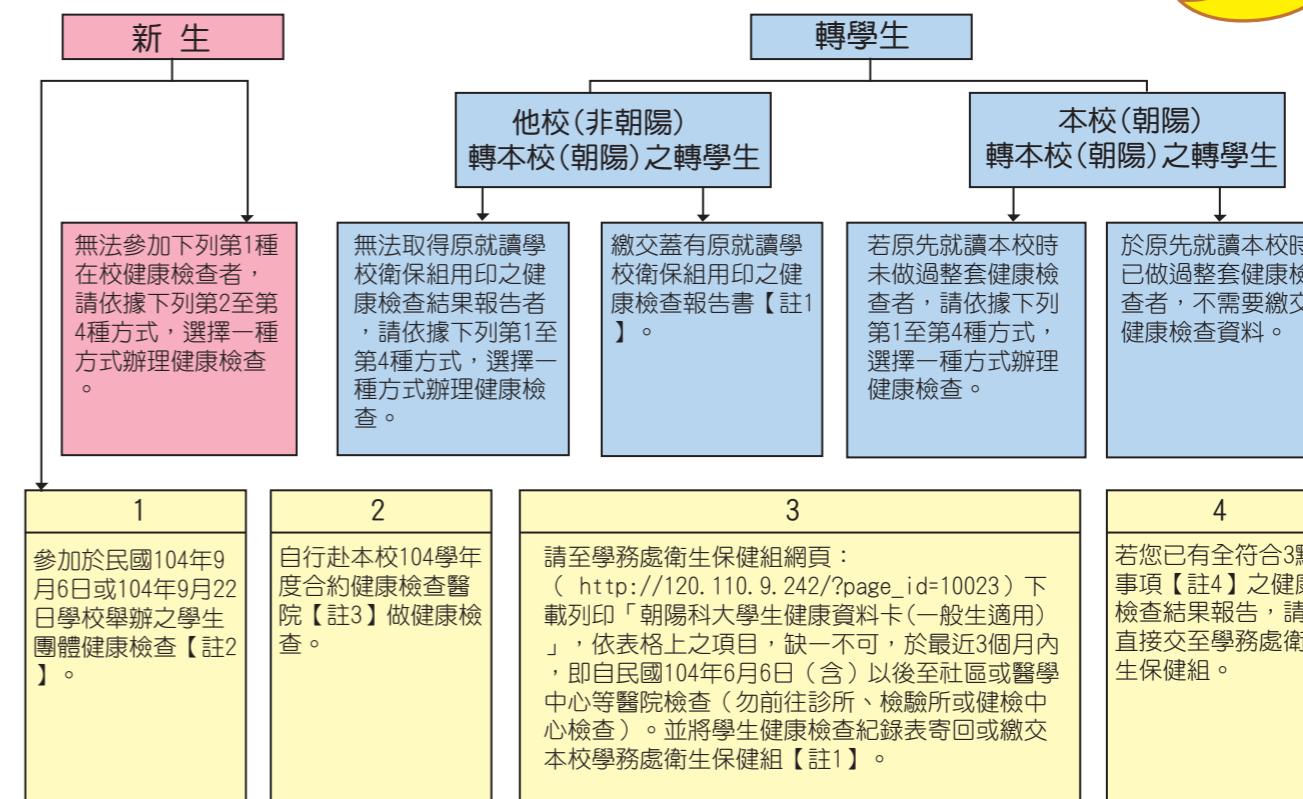 新 生
轉學生
他校(非朝陽)
轉本校(朝陽)之轉學生
本校(朝陽)
轉本校(朝陽)之轉學生
無法參加下列第1種
在校健康檢查者，
請依據下列第2至第
4種方式，選擇一種
方式辦理健康檢查
。
無法取得原就讀學
校衛保組用印之健
康檢查結果報告者
，請依據下列第1至
第4種方式，選擇一
種方式辦理健康檢
查。
繳交蓋有原就讀學
校衛保組用印之健
康檢查報告書【註1
】。
若原先就讀本校時
未做過整套健康檢
查者，請依據下列
第1至第4種方式，
選擇一種方式辦理
健康檢查。
於原先就讀本校時
已做過整套健康檢
查者，不需要繳交
健康檢查資料。
1
參加於民國104年9
月6日或104年9月22
日學校舉辦之學生
團體健康檢查【註2
】。
2
自行赴本校104學年
度合約健康檢查醫
院【註3】做健康檢
查。
3
請至學務處衛生保健組網頁：
( http://120.110.9.242/?page_id=10023）下
載列印「朝陽科大學生健康資料卡(一般生適用)
」，依表格上之項目，缺一不可，於最近3個月內
，即自民國104年6月6日（含）以後至社區或醫學
中心等醫院檢查（勿前往診所、檢驗所或健檢中
心檢查）。並將學生健康檢查紀錄表寄回或繳交
本校學務處衛生保健組【註1】。
4
若您已有全符合3點
事項【註4】之健康
檢查結果報告，請
直接交至學務處衛
生保健組。